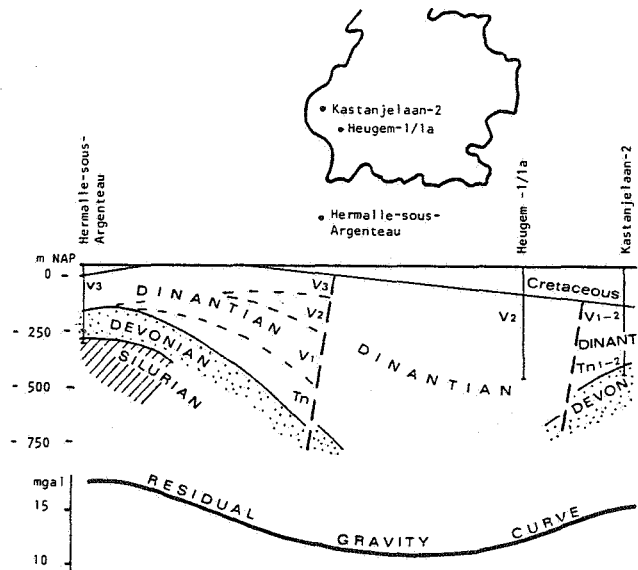 Kastanjelaan-2
Heugem-1/1a
Hermalle-sous-
Argenteau
Hermalle-sous-
Argenteau
Heugem -1/1a
Kastanjelaan-2
m NAP
0 -
- 250 -
- 500 -
- 750 -
V3
DINANTIAN
DEVONIAN
SILURIAN
V3
V2
V1
Tn
DINANTIAN
V2
Cretaceous
V1-2
DINANT
Tn1-2
DEVON
mgal
15
10
RESIDUAL GRAVITY CURVE